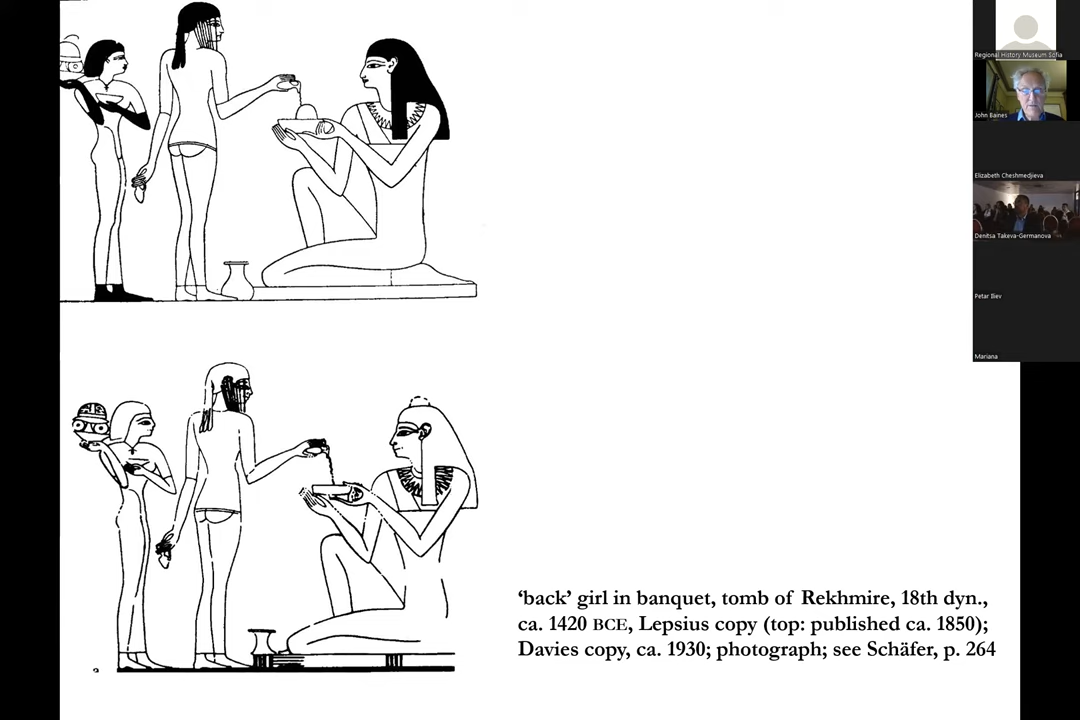 Regional History Museum Sofia
John Baines
Elizabeth Cheshmedjieva
Denitsa Takeva-Germanova
Petar Iliev
Mariana
‘back’ girl in banquet, tomb of Rekhmire, 18th dyn.,
ca. 1420 BCE, Lepsius copy (top: published ca. 1850);
Davies copy, ca. 1930; photograph; see Schäfer, p. 264